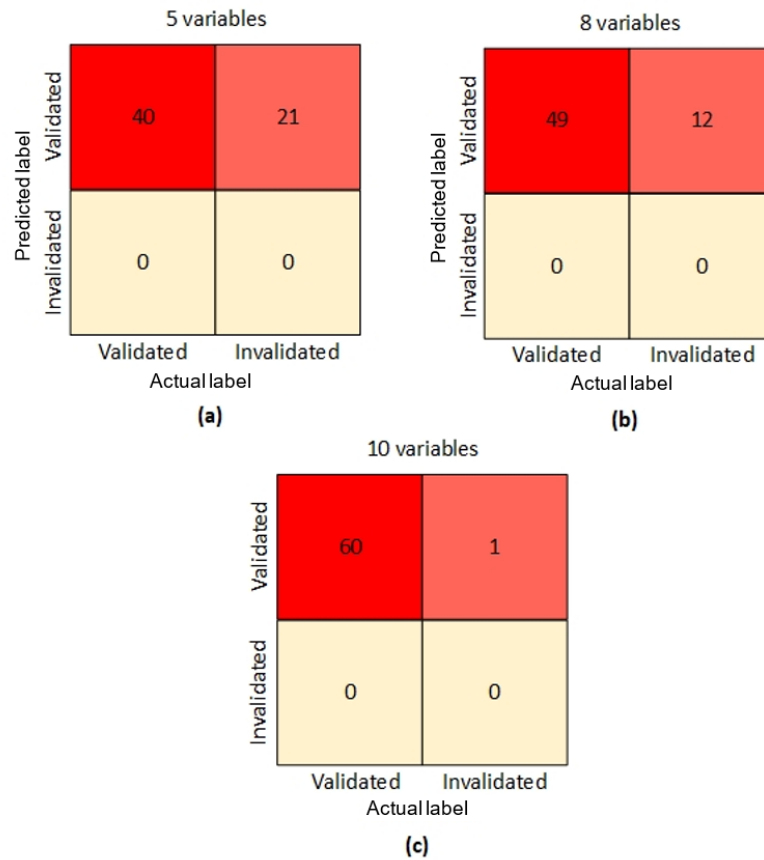 5 variables
Predicted label
Validated
40
21
Invalidated
0
0
Validated
Invalidated
Actual label
(a)
8 variables
Predicted label
Validated
49
12
Invalidated
0
0
Validated
Invalidated
Actual label
(b)
10 variables
Validated
60
1
Invalidated
0
0
Validated
Invalidated
Actual label
(c)